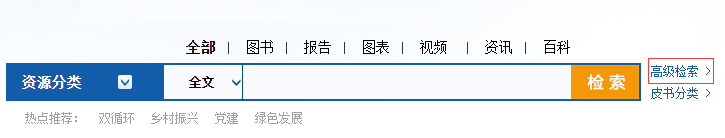 全部 | 图书 | 报告 | 图表 | 视频 | 资讯 | 百科
资源分类 全文 检索 高级检索 >
皮书分类 >
热点推荐： 双循环 乡村振兴 党建 绿色发展